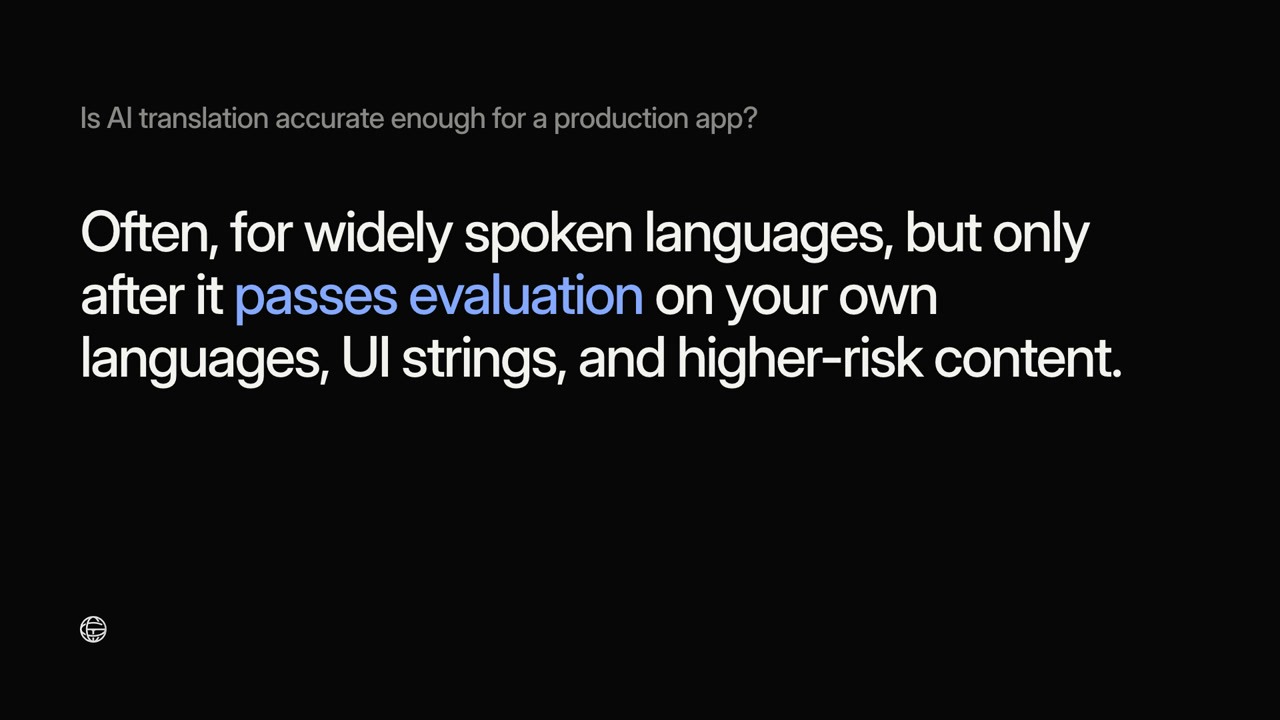 Is AI translation accurate enough for a production app?
Often, for widely spoken languages, but only
after it passes evaluation on your own
languages, UI strings, and higher-risk content.